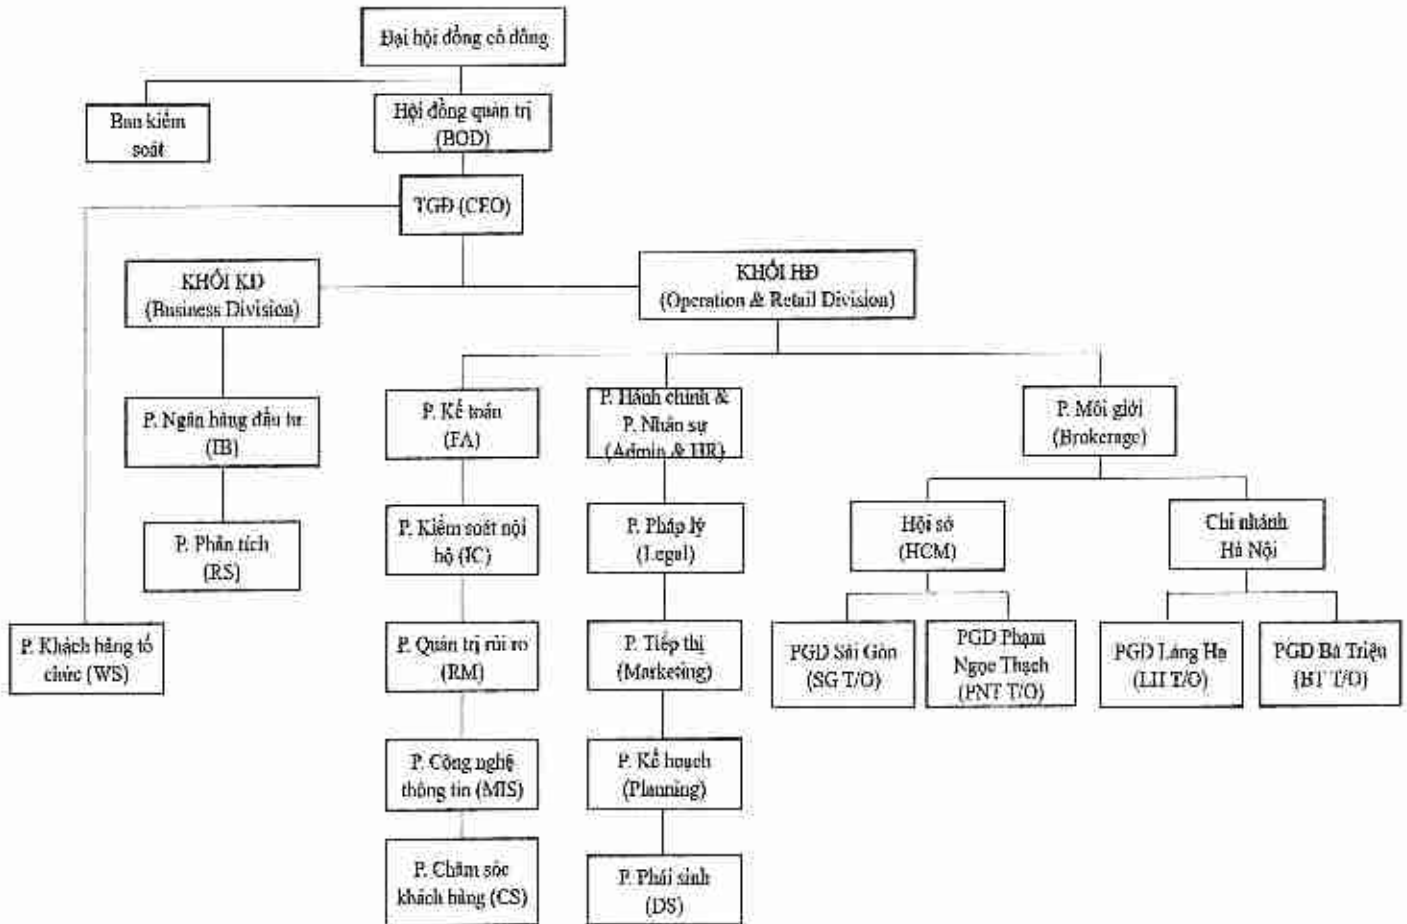 Đại hội đồng cổ đông
Ban kiểm
soát
Hội đồng quản trị
(BOD)
TGĐ (CEO)
KHỐI KD
(Business Division)
KHỐI HĐ
(Operation & Retail Division)
P. Ngân hàng đầu tư
(IB)
P. Phân tích
(RS)
P. Khách hàng tổ
chức (WS)
P. Kế toán
(FA)
P. Kiểm soát nội
bộ (IC)
P. Quản trị rủi ro
(RM)
P. Công nghệ
thông tin (MIS)
P. Chăm sóc
khách hàng (CS)
P. Hành chính &
P. Nhân sự
(Admin & HR)
P. Pháp lý
(Legal)
P. Tiếp thị
(Marketing)
P. Kế hoạch
(Planning)
P. Phái sinh
(DS)
P. Môi giới
(Brokerage)
Hội sở
(HCM)
Chi nhánh
Hà Nội
PGD Sài Gòn
(SG T/O)
PGD Phạm
Ngọc Thạch
(PNT T/O)
PGD Láng Hạ
(LH T/O)
PGD Bà Triệu
(BT T/O)